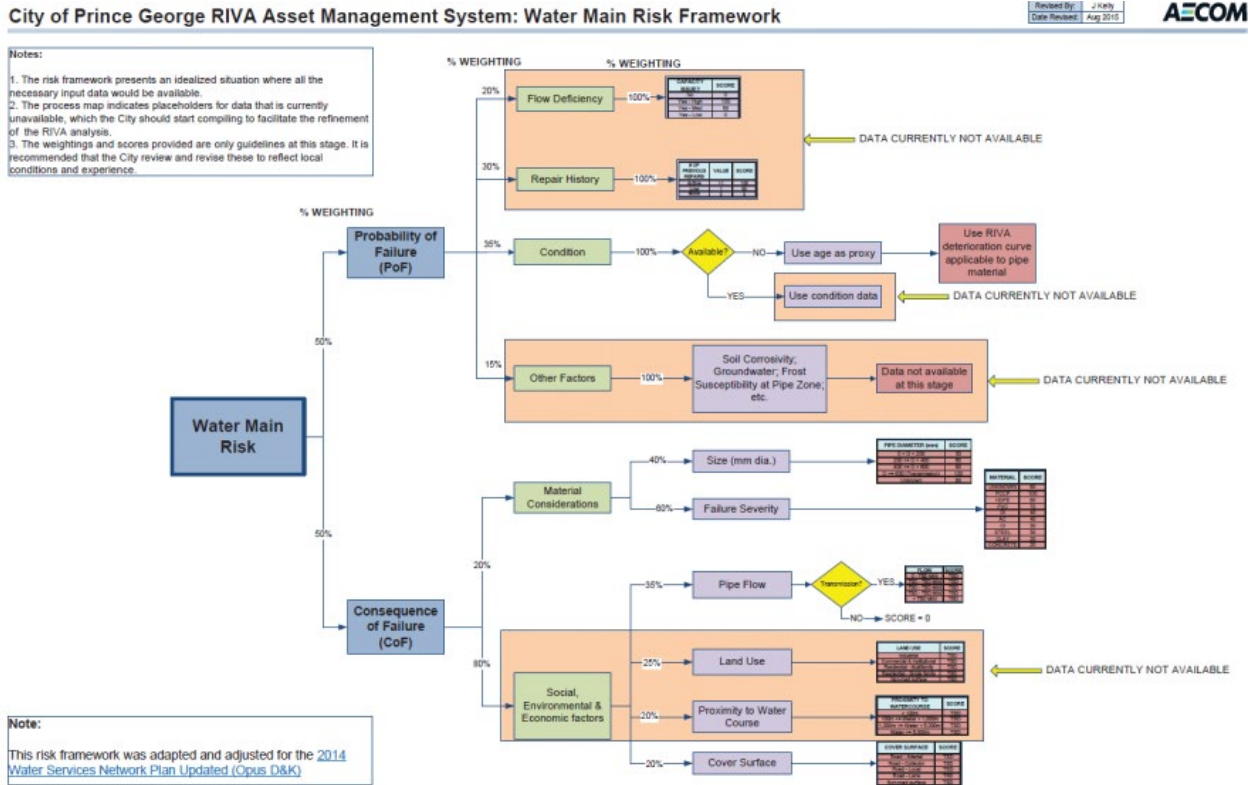 City of Prince George RIVA Asset Management System: Water Main Risk Framework
Revised By: J Kelly
Date Revised: Aug 2015
AECOM
Notes:
1. The risk framework presents an idealized situation where all the
necessary input data would be available.
2. The process map indicates placeholders for data that is currently
unavailable, which the City should start compiling to facilitate the refinement
of the RIVA analysis.
3. The weightings and scores provided are only guidelines at this stage. It is
recommended that the City review and revise these to reflect local
conditions and experience.
% WEIGHTING
% WEIGHTING
20%
Flow Deficiency
100%
CAPACITY
SCORE
DATA CURRENTLY NOT AVAILABLE
30%
Repair History
100%
# OF
PREVIOUS
REPAIRS
VALUE
SCORE
% WEIGHTING
Probability of
Failure
(PoF)
35%
Condition
100%
Available?
NO
Use age as proxy
Use RIVA
deterioration curve
applicable to pipe
material
YES
Use condition data
DATA CURRENTLY NOT AVAILABLE
50%
15%
Other Factors
100%
Soil Corrosivity;
Groundwater; Frost
Susceptibility at Pipe Zone;
etc.
Data not available
at this stage
DATA CURRENTLY NOT AVAILABLE
Water Main
Risk
50%
Material
Considerations
40%
Size (mm dia.)
PIPE DIAMETER (mm)
SCORE
60%
Failure Severity
MATERIAL
SCORE
20%
Consequence
of Failure
(CoF)
35%
Pipe Flow
Transmission?
YES
FLOW
SCORE
NO
SCORE = 0
80%
Social,
Environmental &
Economic factors
25%
Land Use
LAND USE
SCORE
DATA CURRENTLY NOT AVAILABLE
20%
Proximity to Water
Course
PROXIMITY TO
WATERCOURSE
SCORE
20%
Cover Surface
COVER SURFACE
SCORE
Note:
This risk framework was adapted and adjusted for the 2014
Water Services Network Plan Updated (Opus D&K)